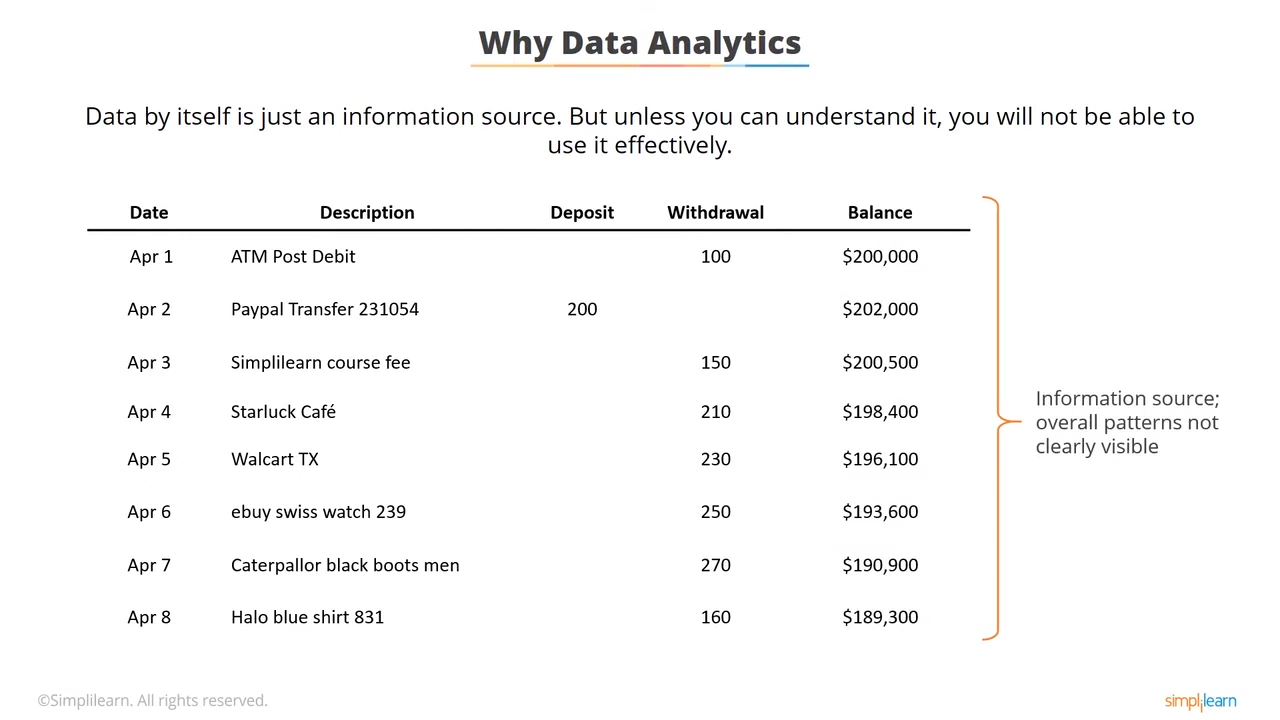 Why Data Analytics
Data by itself is just an information source. But unless you can understand it, you will not be able to
use it effectively.
Date Description Deposit Withdrawal Balance
Apr 1 ATM Post Debit 100 $200,000
Apr 2 Paypal Transfer 231054 200 $202,000
Apr 3 Simplilearn course fee 150 $200,500
Apr 4 Starluck Café 210 $198,400
Apr 5 Walcart TX 230 $196,100
Apr 6 ebuy swiss watch 239 250 $193,600
Apr 7 Caterpallor black boots men 270 $190,900
Apr 8 Halo blue shirt 831 160 $189,300
Information source;
overall patterns not
clearly visible
©Simplilearn. All rights reserved.
simplilearn